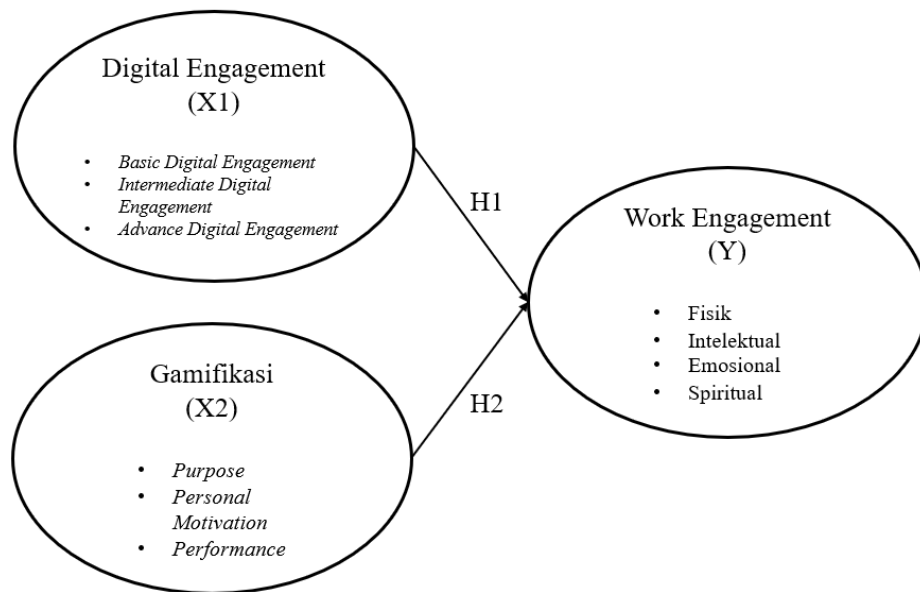 Digital Engagement
(X1)
• Basic Digital Engagement
• Intermediate Digital
Engagement
• Advance Digital Engagement
H1
Work Engagement
(Y)
• Fisik
• Intelektual
• Emosional
• Spiritual
Gamifikasi
(X2)
• Purpose
• Personal
Motivation
• Performance
H2